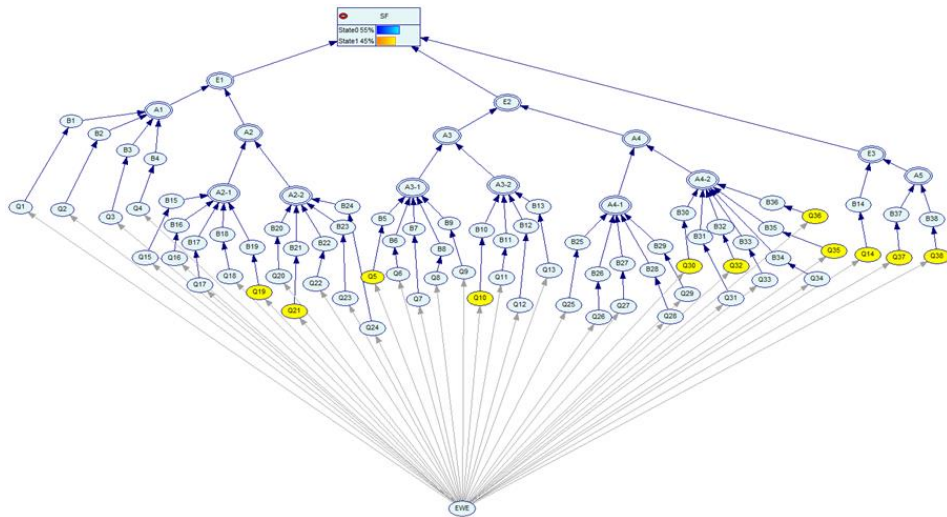 SF
State0 55%
State1 45%
E1
E2
E3
A1
A2
A3
A4
A5
B1
B2
B3
B4
A2-1
A2-2
A3-1
A3-2
A4-1
A4-2
B15
B16
B17
B18
B19
B20
B21
B22
B23
B24
B5
B6
B7
B8
B9
B10
B11
B12
B13
B25
B26
B27
B28
B29
B30
B31
B32
B33
B34
B35
B36
B14
B37
B38
Q1
Q2
Q3
Q4
Q15
Q16
Q17
Q18
Q19
Q20
Q21
Q22
Q23
Q24
Q5
Q6
Q7
Q8
Q9
Q10
Q11
Q12
Q13
Q25
Q26
Q27
Q28
Q29
Q30
Q31
Q32
Q33
Q34
Q35
Q36
Q14
Q37
Q38
EWE